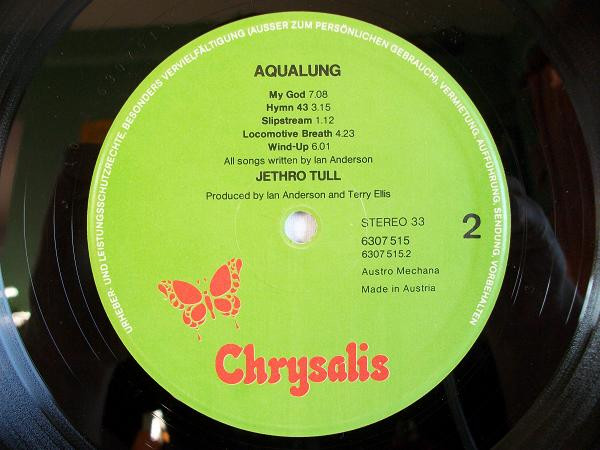 URHEBER- UND LEISTUNGSSCHUTZRECHTE, BESONDERS VERVIELFÄLTIGUNG (AUSSER ZUM PERSÖNLICHEN GEBRAUCH), VERMIETUNG, AUFFÜHRUNG, SENDUNG, VORBEHALTEN
AQUALUNG
My God 7.08
Hymn 43 3.15
Slipstream 1.12
Locomotive Breath 4.23
Wind-Up 6.01
All songs written by Ian Anderson
JETHRO TULL
Produced by Ian Anderson and Terry Ellis
STEREO 33
2
6307 515
6307 515.2
Austro Mechana
Made in Austria
Chrysalis